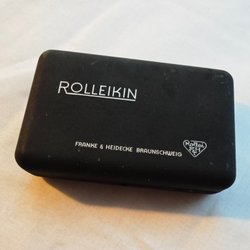 ROLLEIKIN
FRANKE & HEIDECKE BRAUNSCHWEIG